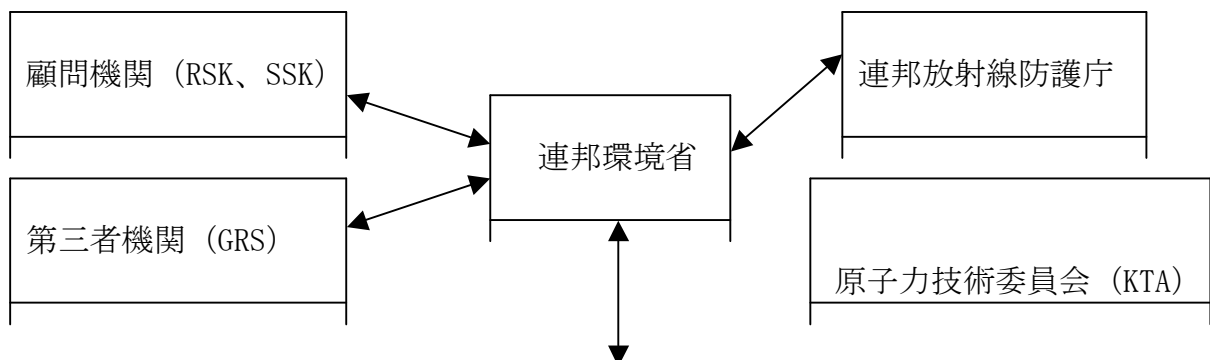 顧問機関（RSK、SSK）
連邦放射線防護庁
連邦環境省
第三者機関（GRS）
原子力技術委員会（KTA）